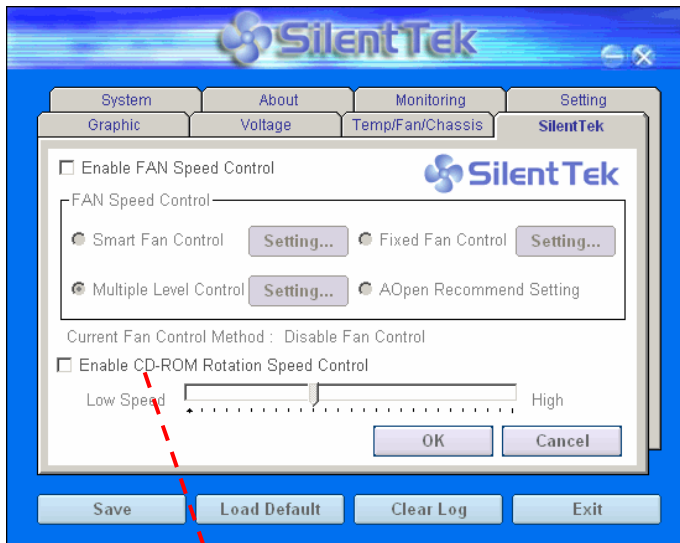 SilentTek
System About Monitoring Setting
Graphic Voltage Temp/Fan/Chassis SilentTek
Enable FAN Speed Control
SilentTek
FAN Speed Control
Smart Fan Control Setting... Fixed Fan Control Setting...
Multiple Level Control Setting... AOpen Recommend Setting
Current Fan Control Method : Disable Fan Control
Enable CD-ROM Rotation Speed Control
Low Speed High
OK Cancel
Save Load Default Clear Log Exit